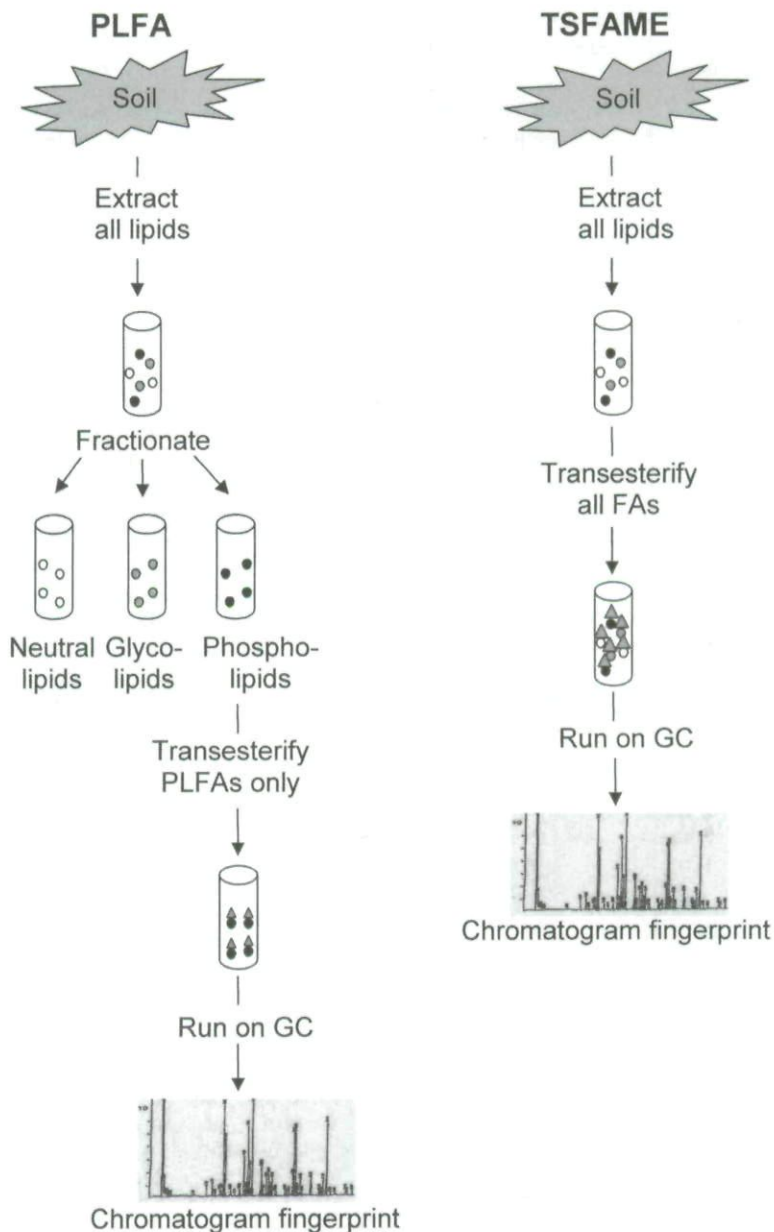 PLFA
Soil
Extract
all lipids
Fractionate
Neutral
lipids
Glyco-
lipids
Phospho-
lipids
Transesterify
PLFAs only
Run on GC
Chromatogram fingerprint
TSFAME
Soil
Extract
all lipids
Transesterify
all FAs
Run on GC
Chromatogram fingerprint